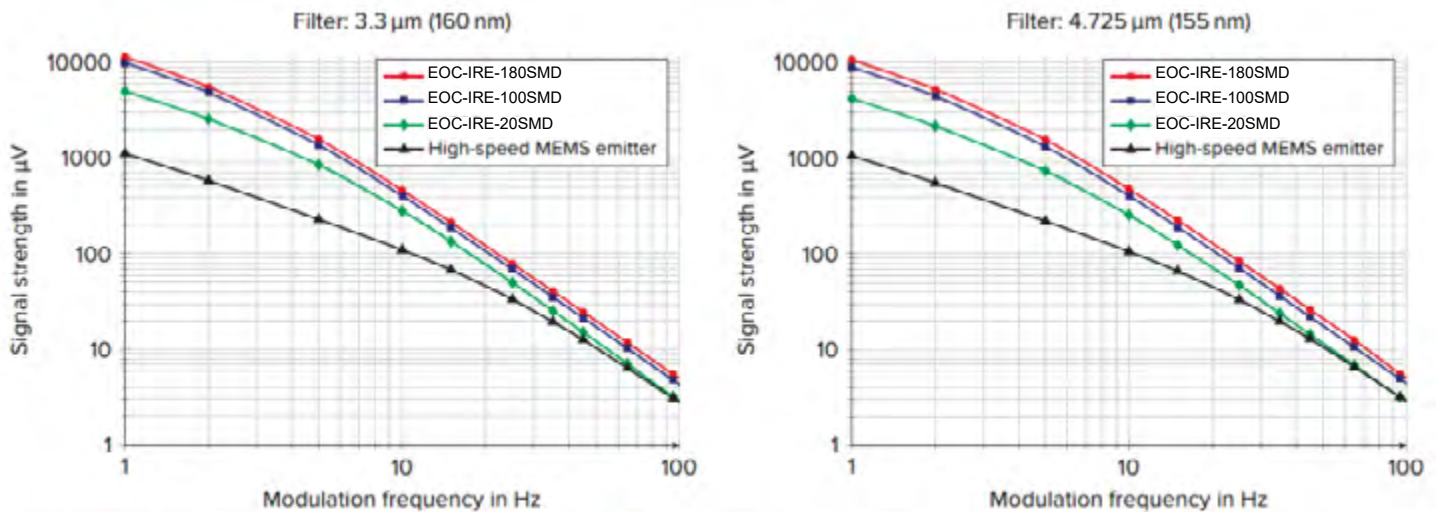 Filter: 3.3 µm (160 nm)
10000
1000
100
10
1
Signal strength in µV
EOC-IRE-180SMD
EOC-IRE-100SMD
EOC-IRE-20SMD
High-speed MEMS emitter
1
10
100
Modulation frequency in Hz
Filter: 4.725 µm (155 nm)
10000
1000
100
10
1
Signal strength in µV
EOC-IRE-180SMD
EOC-IRE-100SMD
EOC-IRE-20SMD
High-speed MEMS emitter
1
10
100
Modulation frequency in Hz